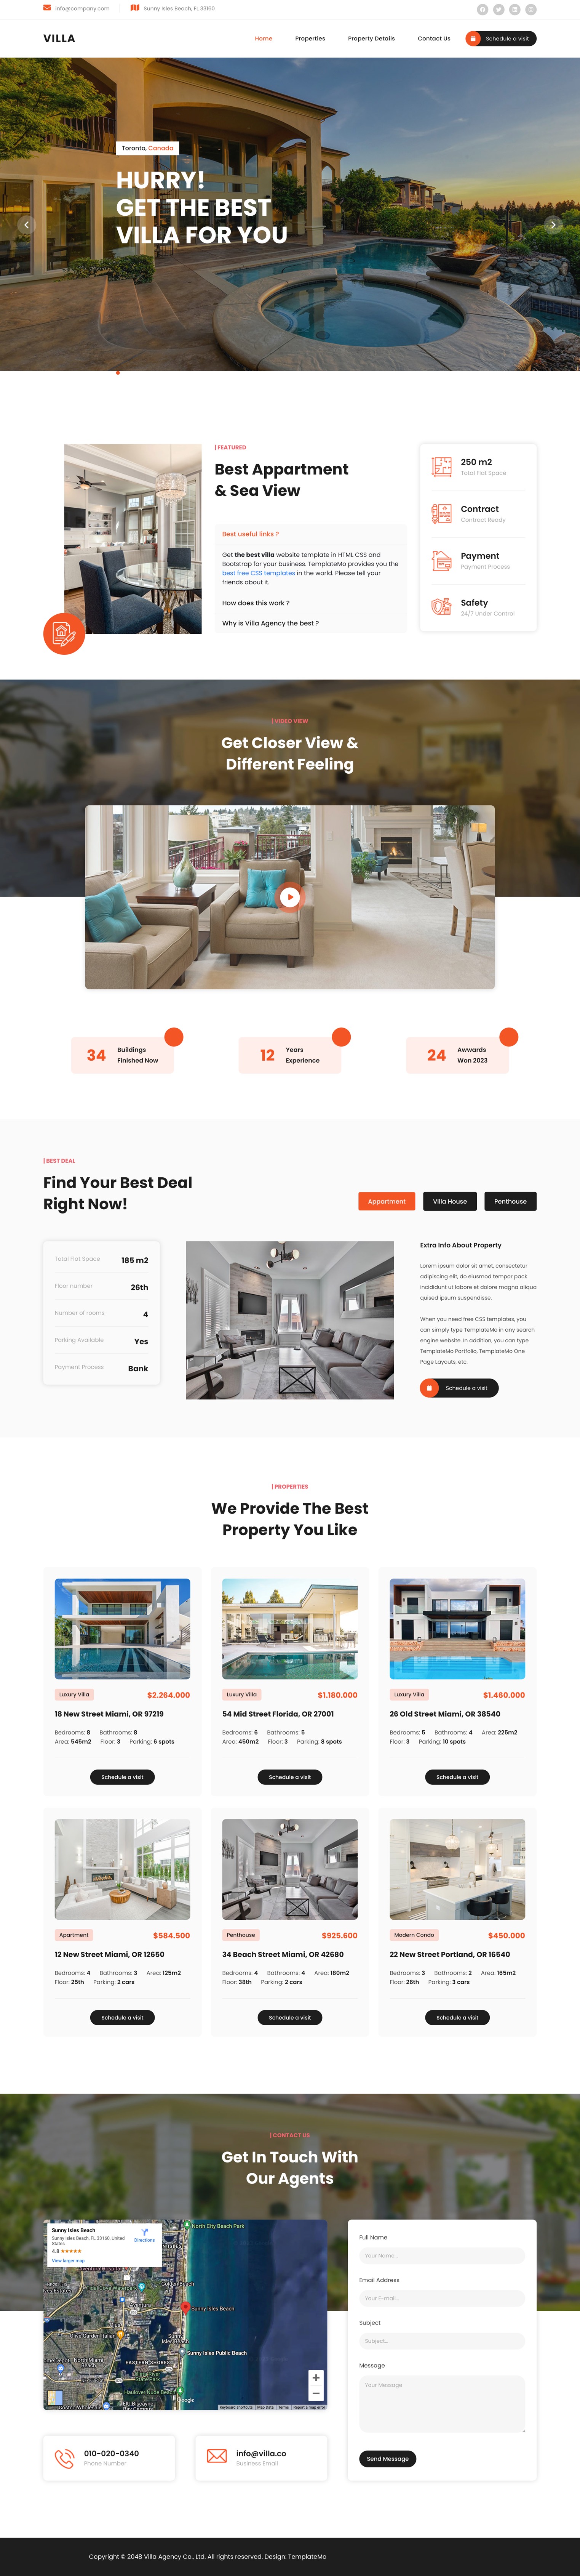 info@company.com
Sunny Isles Beach, FL 33160
VILLA
Home
Properties
Property Details
Contact Us
Schedule a visit
Toronto, Canada
HURRY!
GET THE BEST
VILLA FOR YOU
| FEATURED
Best Appartment
& Sea View
Best useful links ?
Get the best villa website template in HTML CSS and
Bootstrap for your business. TemplateMo provides you the
best free CSS templates in the world. Please tell your
friends about it.
How does this work ?
Why is Villa Agency the best ?
250 m2
Total Flat Space
Contract
Contract Ready
Payment
Payment Process
Safety
24/7 Under Control
| VIDEO VIEW
Get Closer View &
Different Feeling
34
Buildings
Finished Now
12
Years
Experience
24
Awwards
Won 2023
| BEST DEAL
Find Your Best Deal
Right Now!
Appartment
Villa House
Penthouse
Total Flat Space
185 m2
Floor number
26th
Number of rooms
4
Parking Available
Yes
Payment Process
Bank
Extra Info About Property
Lorem ipsum dolor sit amet, consectetur
adipiscing elit, do eiusmod tempor pack
incididunt ut labore et dolore magna aliqua
quised ipsum suspendisse.
When you need free CSS templates, you
can simply type TemplateMo in any search
engine website. In addition, you can type
TemplateMo Portfolio, TemplateMo One
Page Layouts, etc.
Schedule a visit
| PROPERTIES
We Provide The Best
Property You Like
Luxury Villa
$2.264.000
18 New Street Miami, OR 97219
Bedrooms: 8 Bathrooms: 8
Area: 545m2 Floor: 3 Parking: 6 spots
Schedule a visit
Luxury Villa
$1.180.000
54 Mid Street Florida, OR 27001
Bedrooms: 6 Bathrooms: 5
Area: 450m2 Floor: 3 Parking: 8 spots
Schedule a visit
Luxury Villa
$1.460.000
26 Old Street Miami, OR 38540
Bedrooms: 5 Bathrooms: 4 Area: 225m2
Floor: 3 Parking: 10 spots
Schedule a visit
Apartment
$584.500
12 New Street Miami, OR 12650
Bedrooms: 4 Bathrooms: 3 Area: 125m2
Floor: 25th Parking: 2 cars
Schedule a visit
Penthouse
$925.600
34 Beach Street Miami, OR 42680
Bedrooms: 4 Bathrooms: 4 Area: 180m2
Floor: 38th Parking: 2 cars
Schedule a visit
Modern Condo
$450.000
22 New Street Portland, OR 16540
Bedrooms: 3 Bathrooms: 2 Area: 165m2
Floor: 26th Parking: 3 cars
Schedule a visit
| CONTACT US
Get In Touch With
Our Agents
Sunny Isles Beach
Sunny Isles Beach, FL 33160, United
States
4.8
View larger map
Directions
North City Beach Park
Sunny Isles Beach
Sunny Isles Public Beach
EASTERN SHORES
Google
Keyboard shortcuts
Map Data
Terms
Report a map error
010-020-0340
Phone Number
info@villa.co
Business Email
Full Name
Your Name...
Email Address
Your E-mail...
Subject
Subject...
Message
Your Message
Send Message
Copyright © 2048 Villa Agency Co., Ltd. All rights reserved. Design: TemplateMo